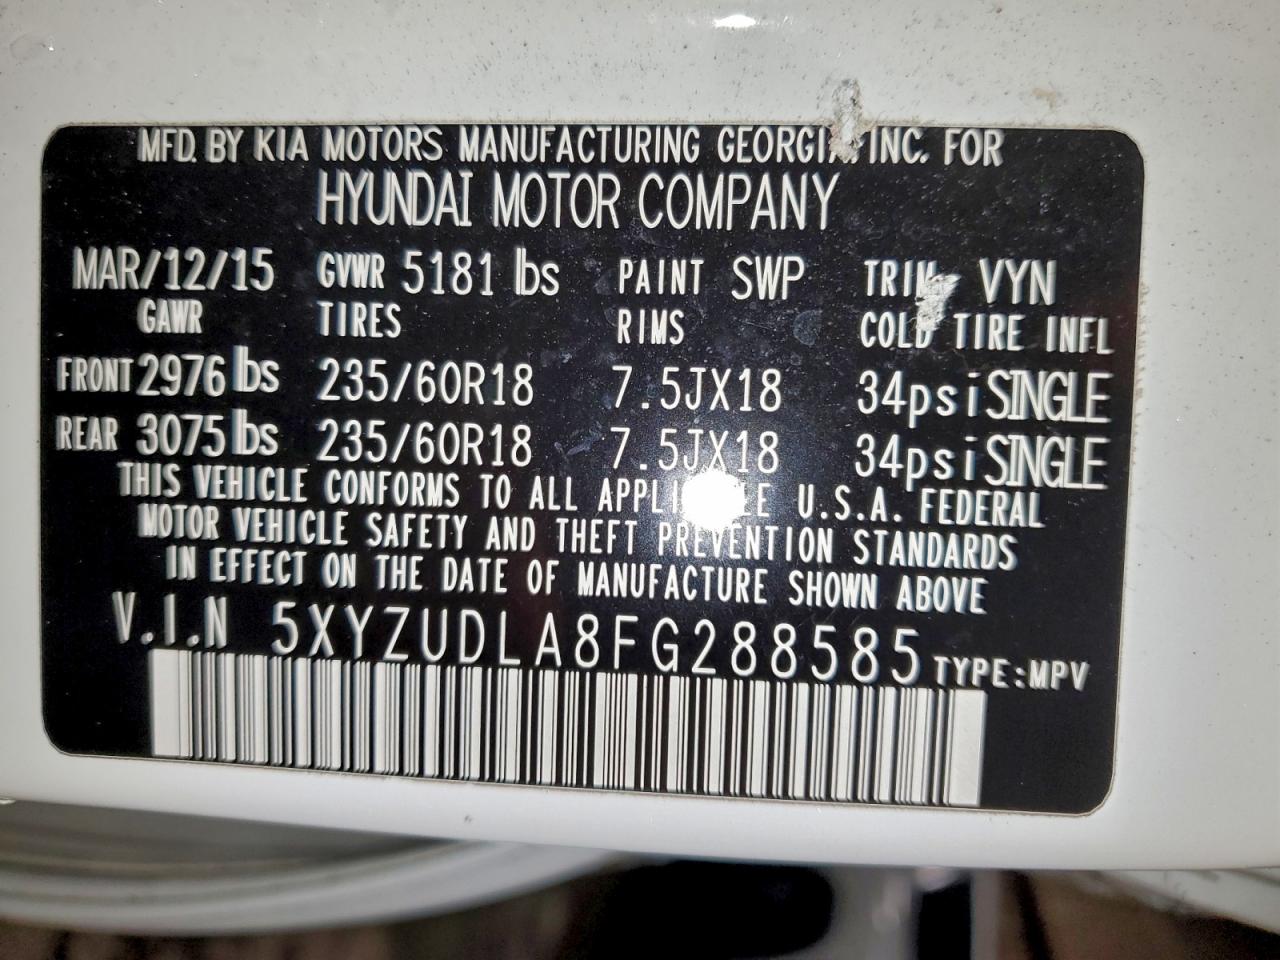 MFD. BY KIA MOTORS MANUFACTURING GEORGIA, INC. FOR
HYUNDAI MOTOR COMPANY
MAR/12/15 GVWR 5181 lbs PAINT SWP TRIM VYN
GAWR TIRES RIMS COLD TIRE INFL
FRONT 2976 lbs 235/60R18 7.5JX18 34psi SINGLE
REAR 3075 lbs 235/60R18 7.5JX18 34psi SINGLE
THIS VEHICLE CONFORMS TO ALL APPLICABLE U.S.A. FEDERAL
MOTOR VEHICLE SAFETY AND THEFT PREVENTION STANDARDS
IN EFFECT ON THE DATE OF MANUFACTURE SHOWN ABOVE
V.I.N 5XYZUDLA8FG288585 TYPE:MPV